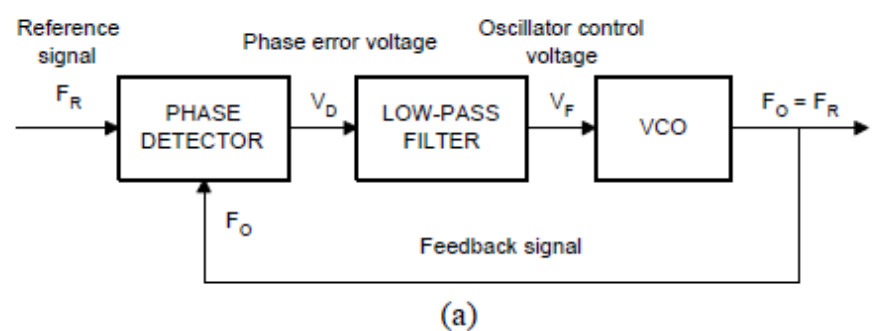 Reference signal
Phase error voltage
Oscillator control voltage
F_R
PHASE DETECTOR
V_D
LOW-PASS FILTER
V_F
VCO
F_O = F_R
F_O
Feedback signal
(a)